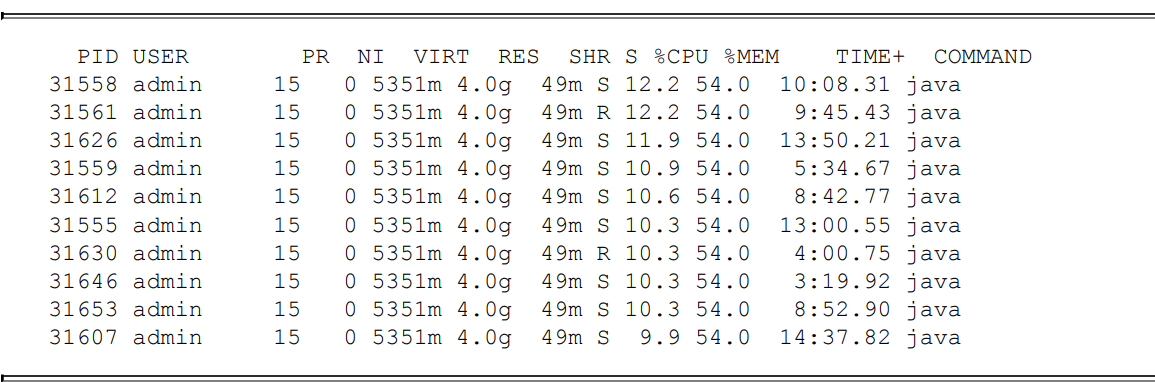 PID USER PR NI VIRT RES SHR S %CPU %MEM TIME+ COMMAND
31558 admin 15 0 5351m 4.0g 49m S 12.2 54.0 10:08.31 java
31561 admin 15 0 5351m 4.0g 49m R 12.2 54.0 9:45.43 java
31626 admin 15 0 5351m 4.0g 49m S 11.9 54.0 13:50.21 java
31559 admin 15 0 5351m 4.0g 49m S 10.9 54.0 5:34.67 java
31612 admin 15 0 5351m 4.0g 49m S 10.6 54.0 8:42.77 java
31555 admin 15 0 5351m 4.0g 49m S 10.3 54.0 13:00.55 java
31630 admin 15 0 5351m 4.0g 49m R 10.3 54.0 4:00.75 java
31646 admin 15 0 5351m 4.0g 49m S 10.3 54.0 3:19.92 java
31653 admin 15 0 5351m 4.0g 49m S 10.3 54.0 8:52.90 java
31607 admin 15 0 5351m 4.0g 49m S 9.9 54.0 14:37.82 java